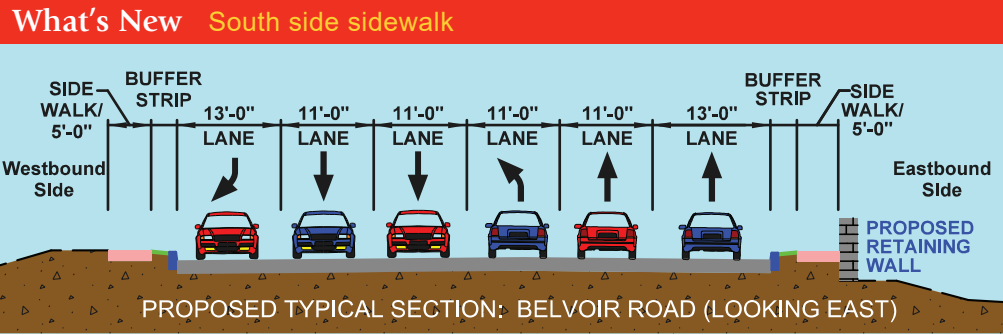 What's New South side sidewalk
SIDE
WALK/
5'-0"
BUFFER
STRIP
13'-0"
LANE
11'-0"
LANE
11'-0"
LANE
11'-0"
LANE
11'-0"
LANE
13'-0"
LANE
BUFFER
STRIP
SIDE
WALK/
5'-0"
Westbound
SIde
Eastbound
SIde
PROPOSED
RETAINING
WALL
PROPOSED TYPICAL SECTION: BELVOIR ROAD (LOOKING EAST)